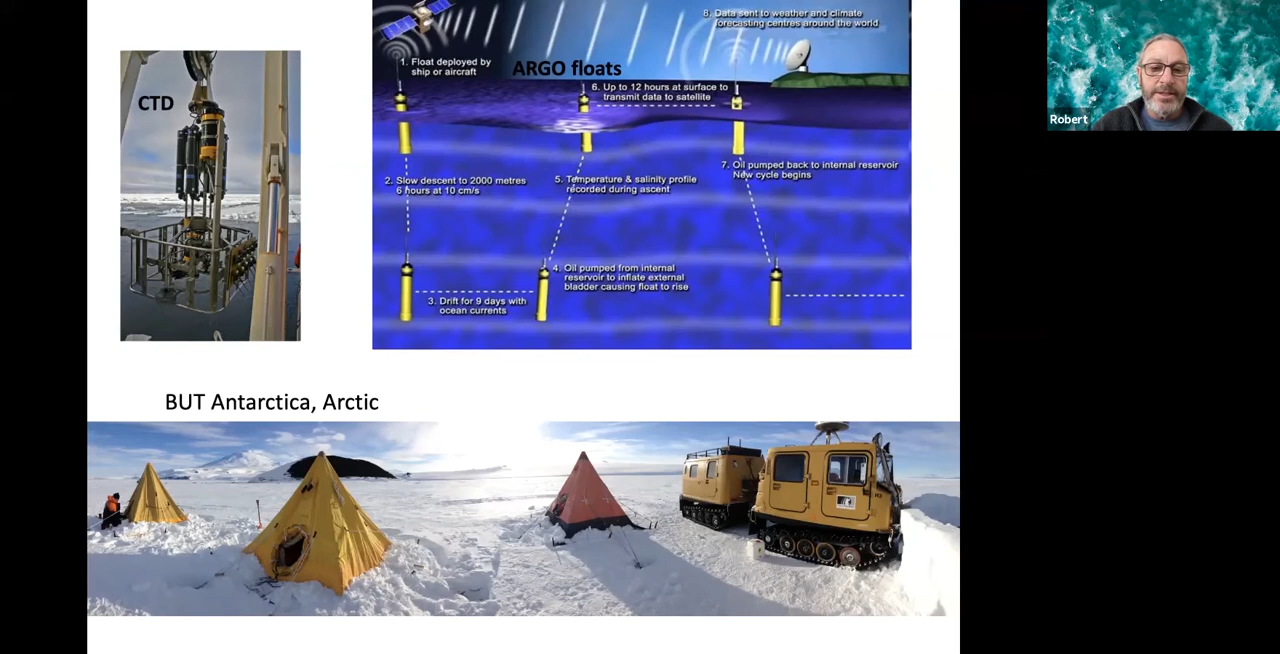 8. Data sent to weather and climate
forecasting centres around the world
1. Float deployed by
ship or aircraft
ARGO floats
CTD
6. Up to 12 hours at surface to
transmit data to satellite
Robert
2. Slow descent to 2000 metres
6 hours at 10 cm/s
5. Temperature & salinity profile
recorded during ascent
7. Oil pumped back to internal reservoir
New cycle begins
4. Oil pumped from internal
reservoir to inflate external
bladder causing float to rise
3. Drift for 9 days with
ocean currents
BUT Antarctica, Arctic